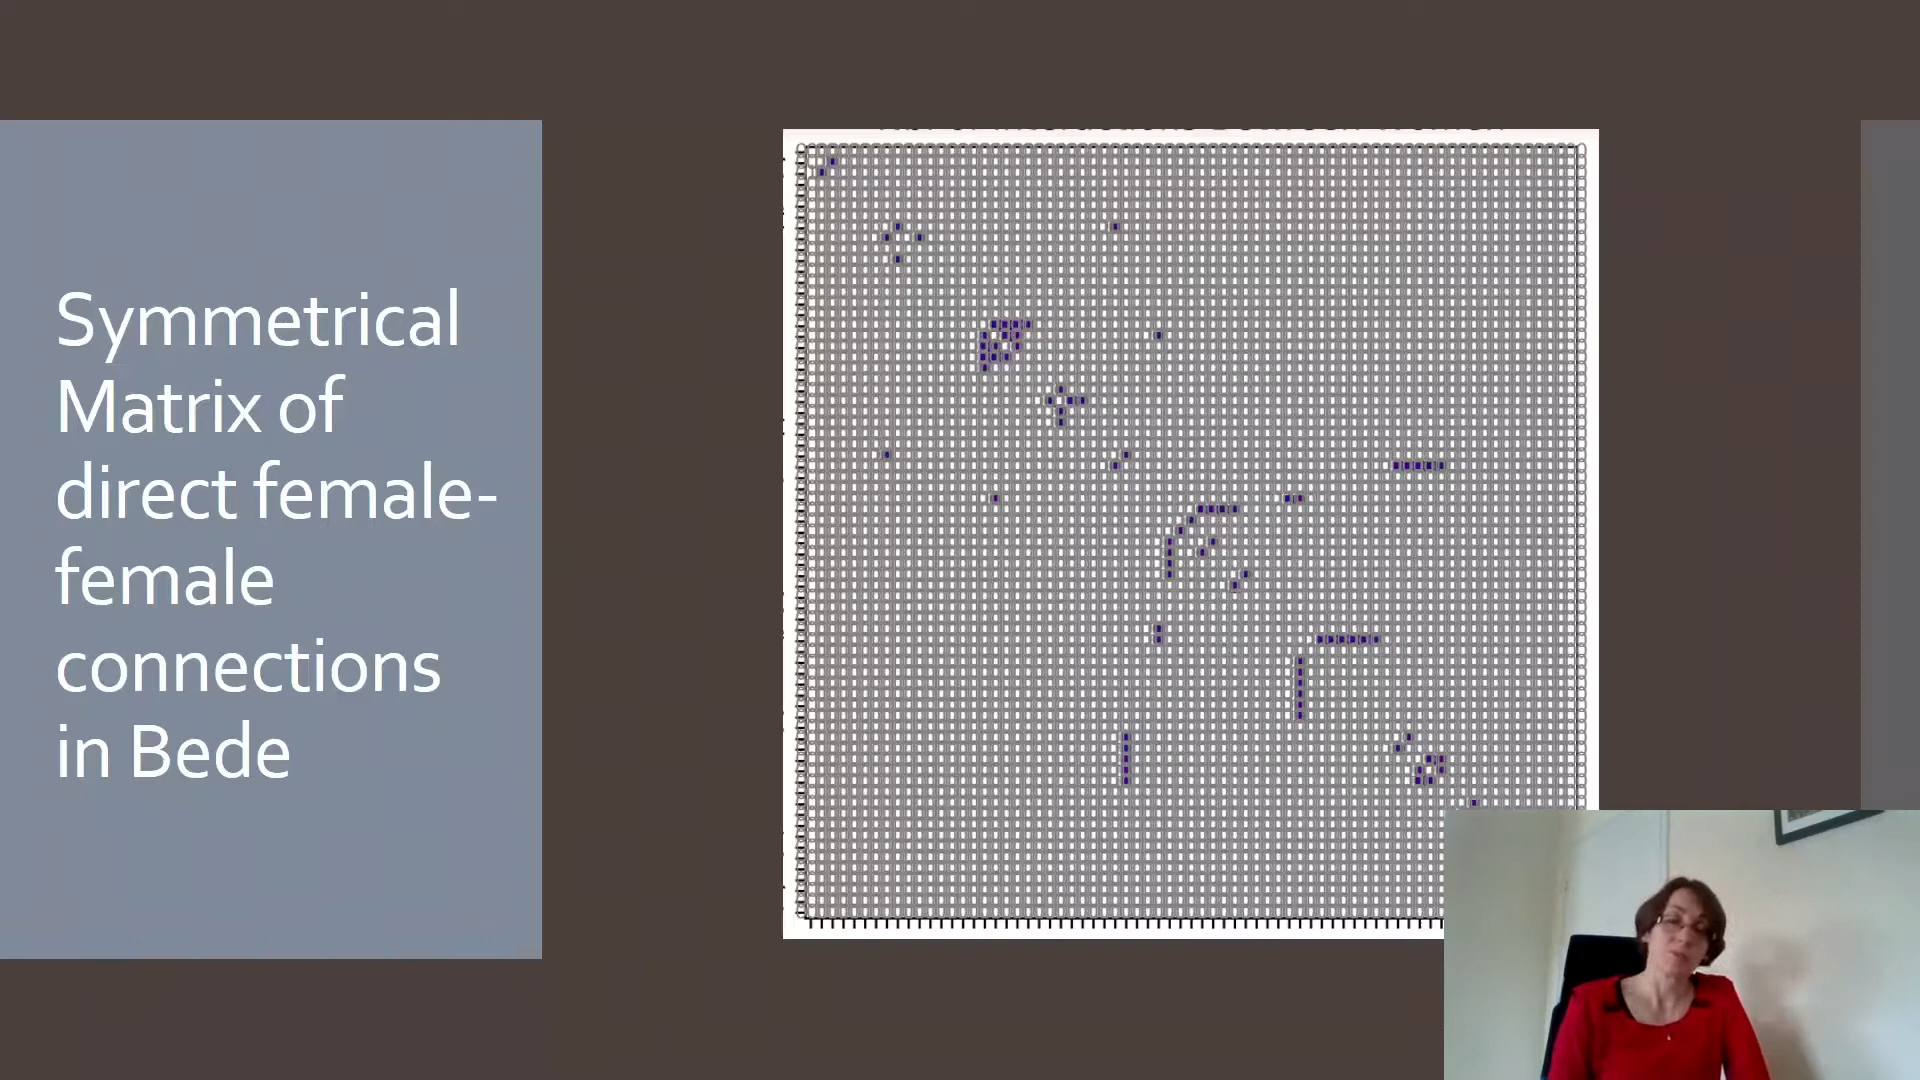 Symmetrical
Matrix of
direct female-
female
connections
in Bede